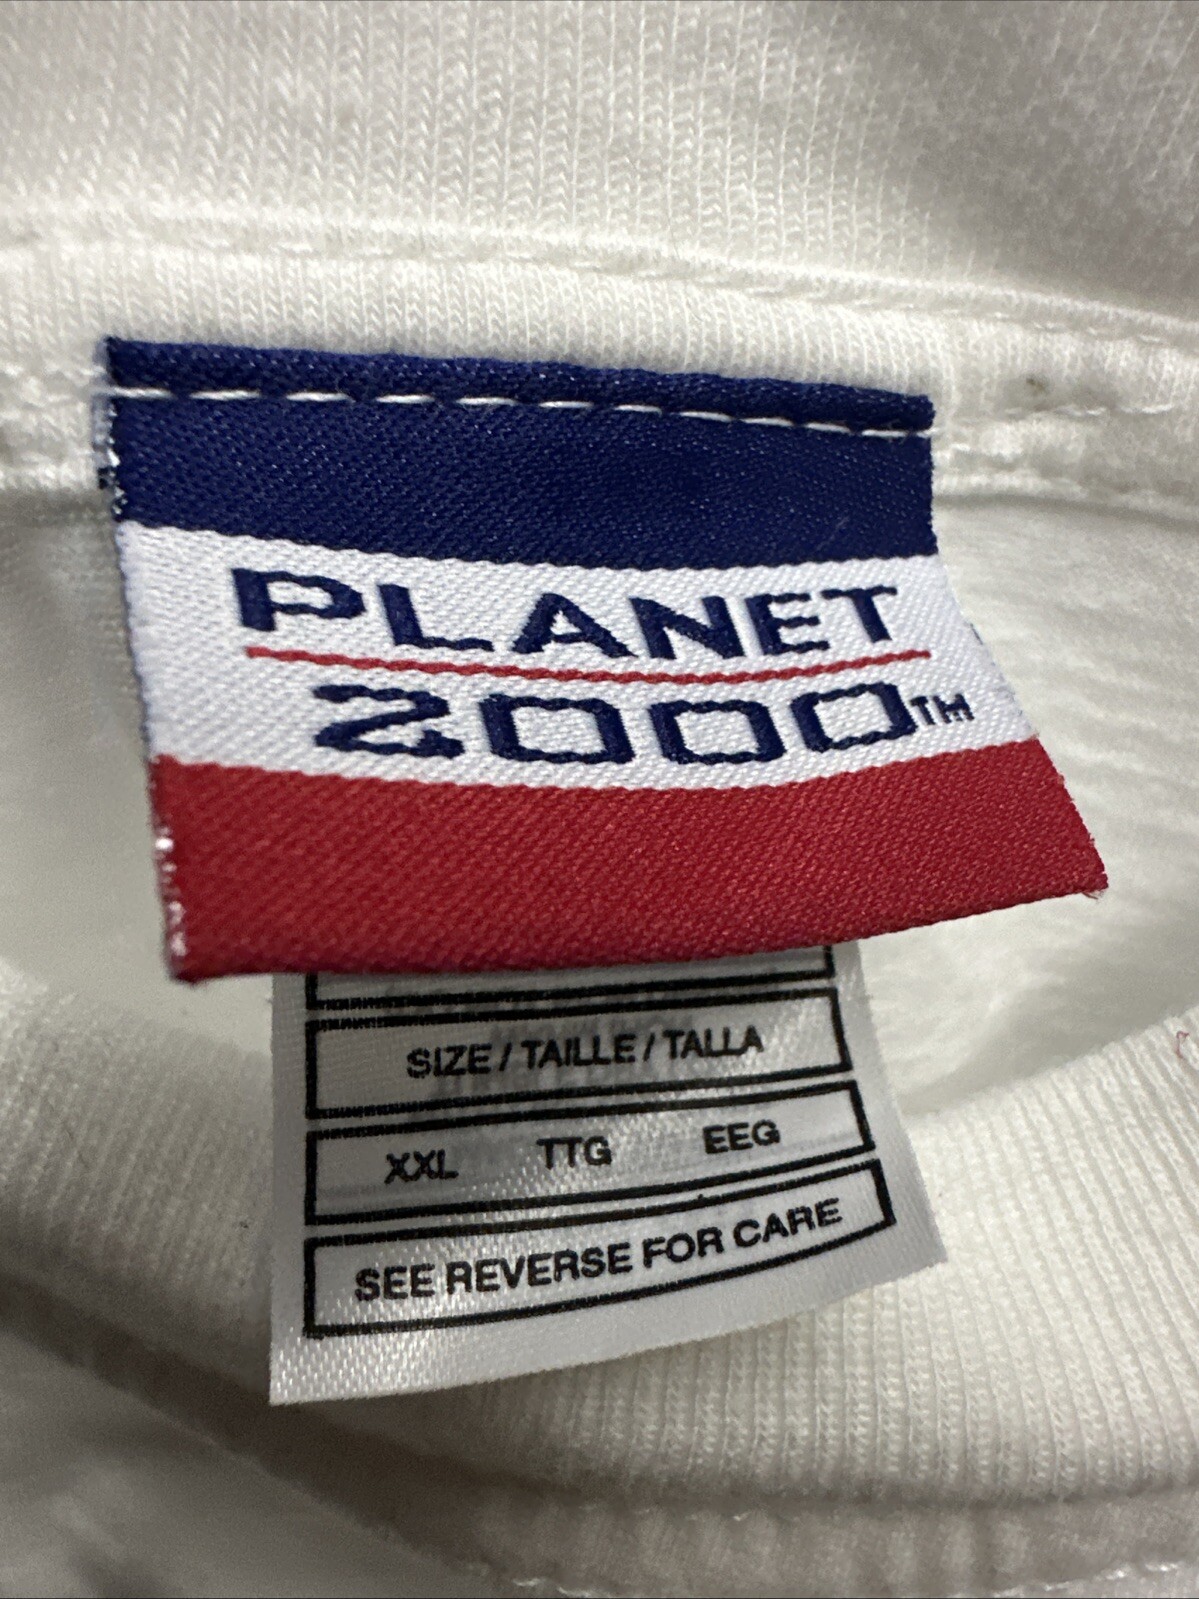 PLANET
2000™
SIZE / TAILLE / TALLA
XXL TTG EEG
SEE REVERSE FOR CARE